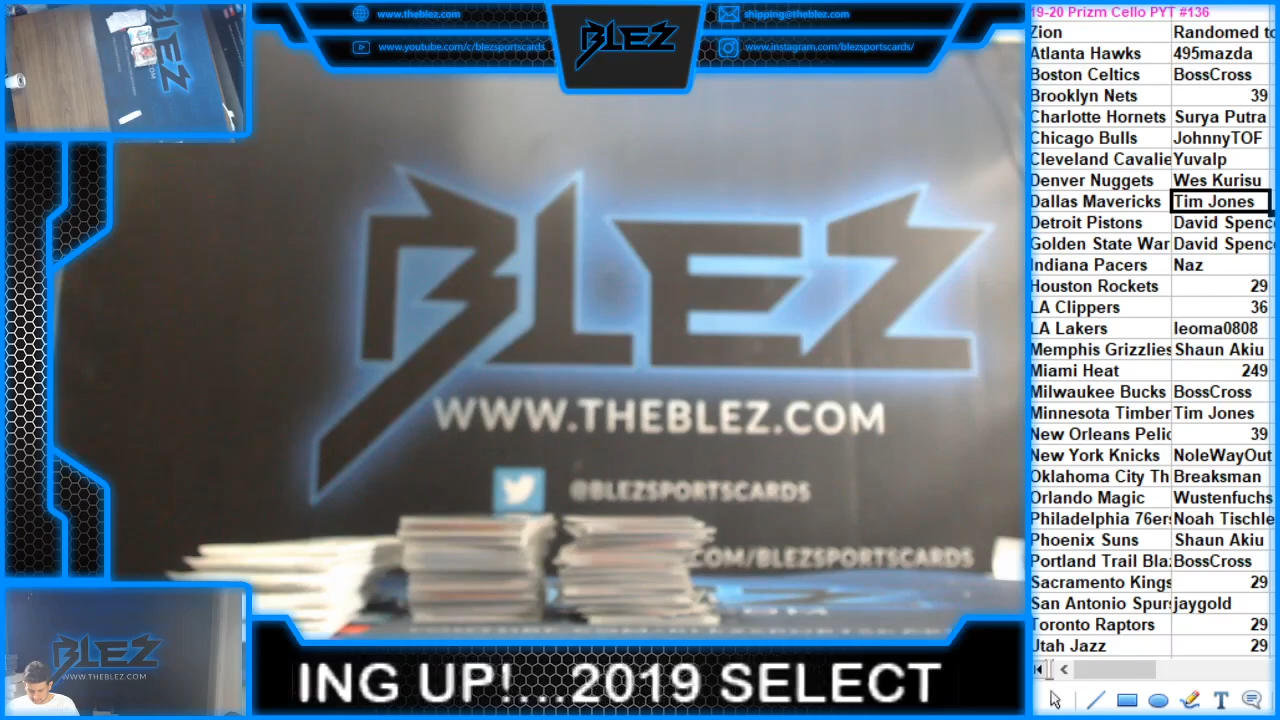 www.theblez.com
shipping@theblez.com
www.youtube.com/c/blezsportscards
www.instagram.com/blezsportscards/
BLEZ
BLEZ
WWW.THEBLEZ.COM
@BLEZSPORTSCARDS
COM/BLEZSPORTSCARDS
BLEZ
WWW.THEBLEZ.COM
ING UP!...2019 SELECT
19-20 Prizm Cello PYT #136
Zion Randomed to
Atlanta Hawks 495mazda
Boston Celtics BossCross
Brooklyn Nets 39
Charlotte Hornets Surya Putra
Chicago Bulls JohnnyTOF
Cleveland Cavalie Yuvalp
Denver Nuggets Wes Kurisu
Dallas Mavericks Tim Jones
Detroit Pistons David Spenc
Golden State War David Spenc
Indiana Pacers Naz
Houston Rockets 29
LA Clippers 36
LA Lakers leoma0808
Memphis Grizzlies Shaun Akiu
Miami Heat 249
Milwaukee Bucks BossCross
Minnesota Timber Tim Jones
New Orleans Pelic 39
New York Knicks NoleWayOut
Oklahoma City Th Breaksman
Orlando Magic Wustenfuchs
Philadelphia 76ers Noah Tischle
Phoenix Suns Shaun Akiu
Portland Trail Bla BossCross
Sacramento Kings 29
San Antonio Spurs jaygold
Toronto Raptors 29
Utah Jazz 29